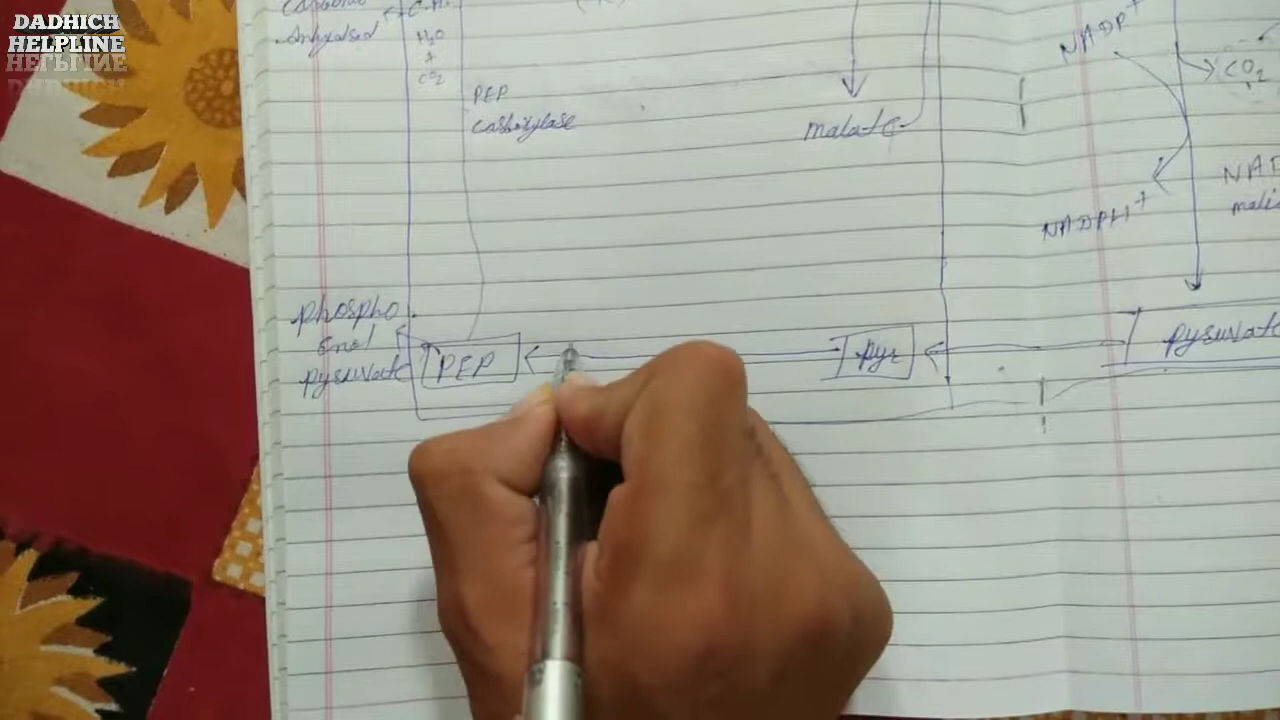 DADHICH
HELPLINE
Anhydrase
H₂O
+
CO₂
PEP
carboxylase
malate
NADP⁺
CO₂
NADPH⁺
phospho
enol
pyruvate
PEP
Pyr
pyruvate